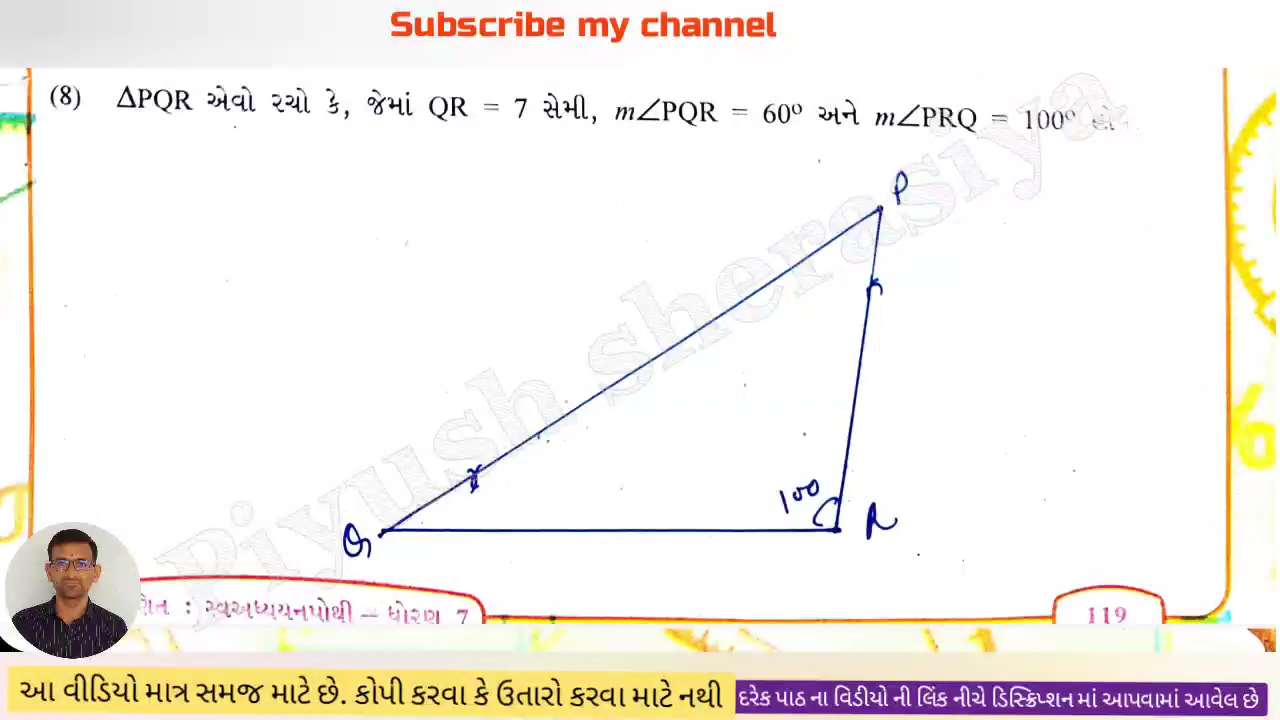 Subscribe my channel
(8) ΔPQR એવો રચો કે, જેમાં QR = 7 સેમી, m∠PQR = 60° અને m∠PRQ = 100°
Piyush sherasiya
P
100
Q
R
: સ્વઅધ્યયનપોથી – ધોરણ 7
119
આ વીડિયો માત્ર સમજ માટે છે. કોપી કરવા કે ઉતારો કરવા માટે નથી
દરેક પાઠ ના વિડીયો ની લિંક નીચે ડિસ્ક્રિપ્શન માં આપવામાં આવેલ છે